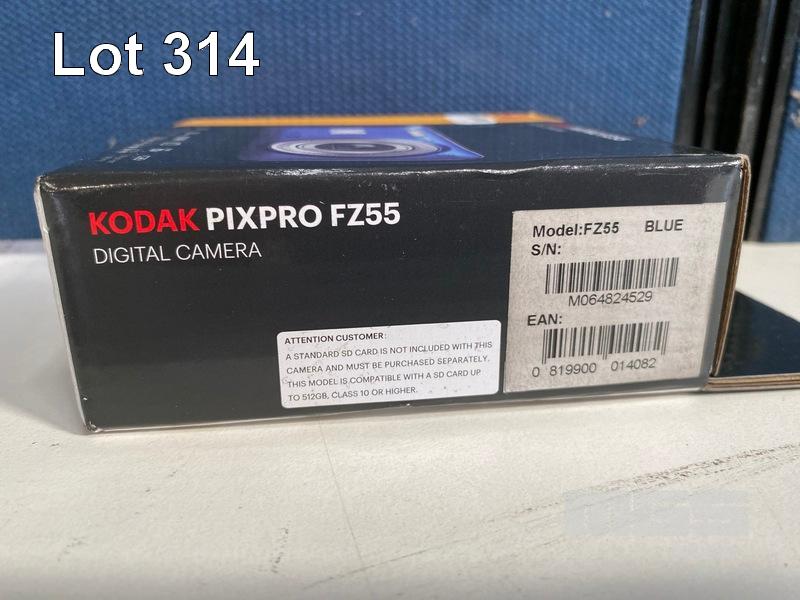 Lot 314
KODAK PIXPRO FZ55
DIGITAL CAMERA
Model:FZ55 BLUE
S/N:
M064824529
EAN:
0 819900 014082
ATTENTION CUSTOMER:
A STANDARD SD CARD IS NOT INCLUDED WITH THIS
CAMERA AND MUST BE PURCHASED SEPARATELY.
THIS MODEL IS COMPATIBLE WITH A SD CARD UP
TO 512GB, CLASS 10 OR HIGHER.